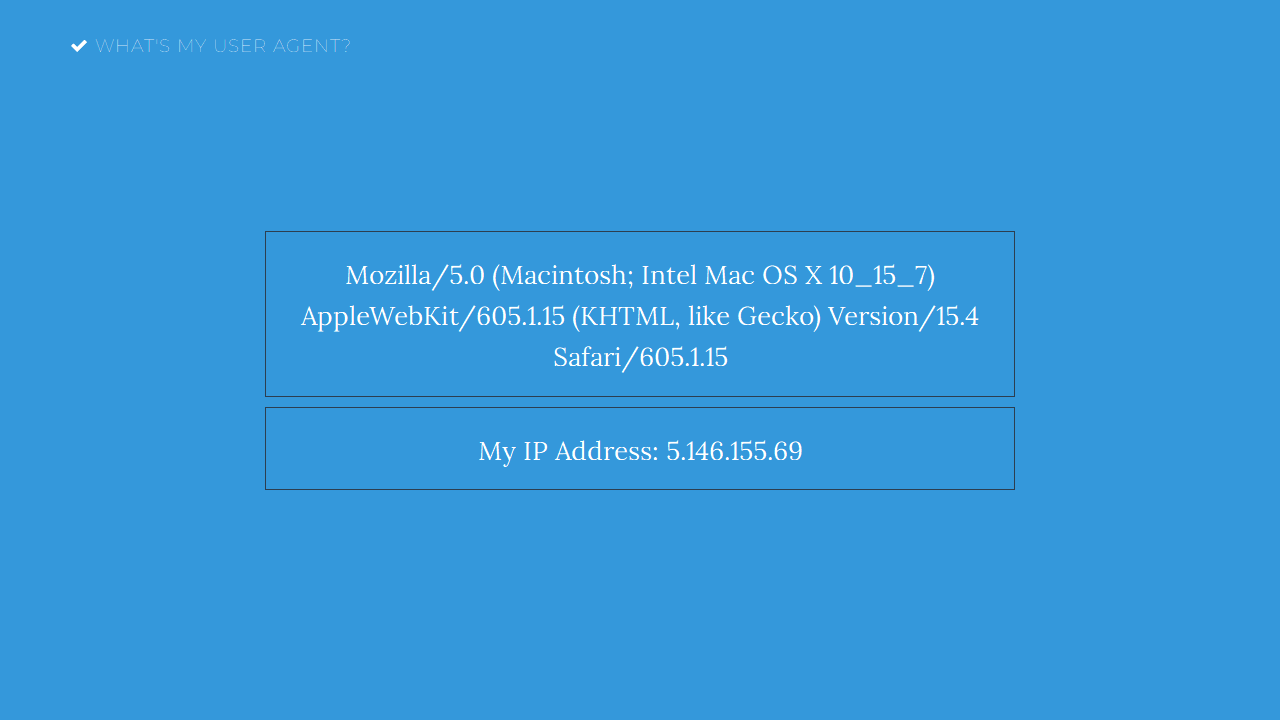 WHAT'S MY USER AGENT?
Mozilla/5.0 (Macintosh; Intel Mac OS X 10_15_7)
AppleWebKit/605.1.15 (KHTML, like Gecko) Version/15.4
Safari/605.1.15
My IP Address: 5.146.155.69